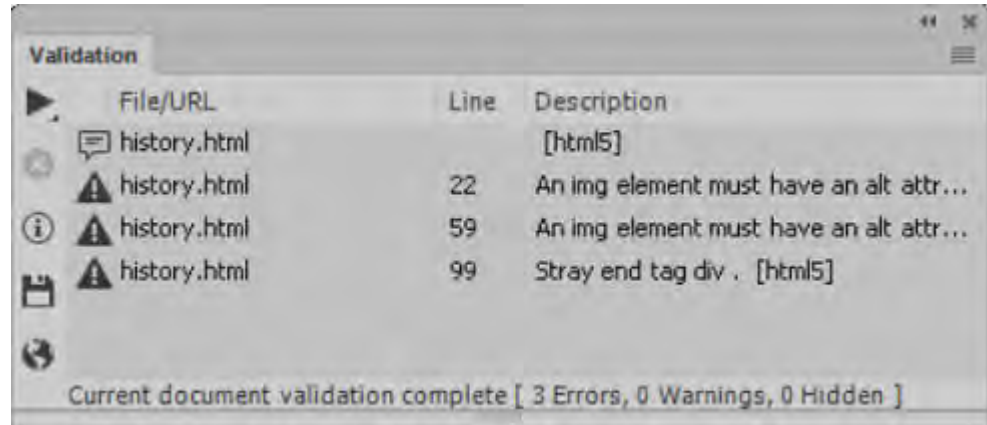 Validation
File/URL Line Description
history.html [html5]
history.html 22 An img element must have an alt attr...
history.html 59 An img element must have an alt attr...
history.html 99 Stray end tag div . [html5]
Current document validation complete [ 3 Errors, 0 Warnings, 0 Hidden ]